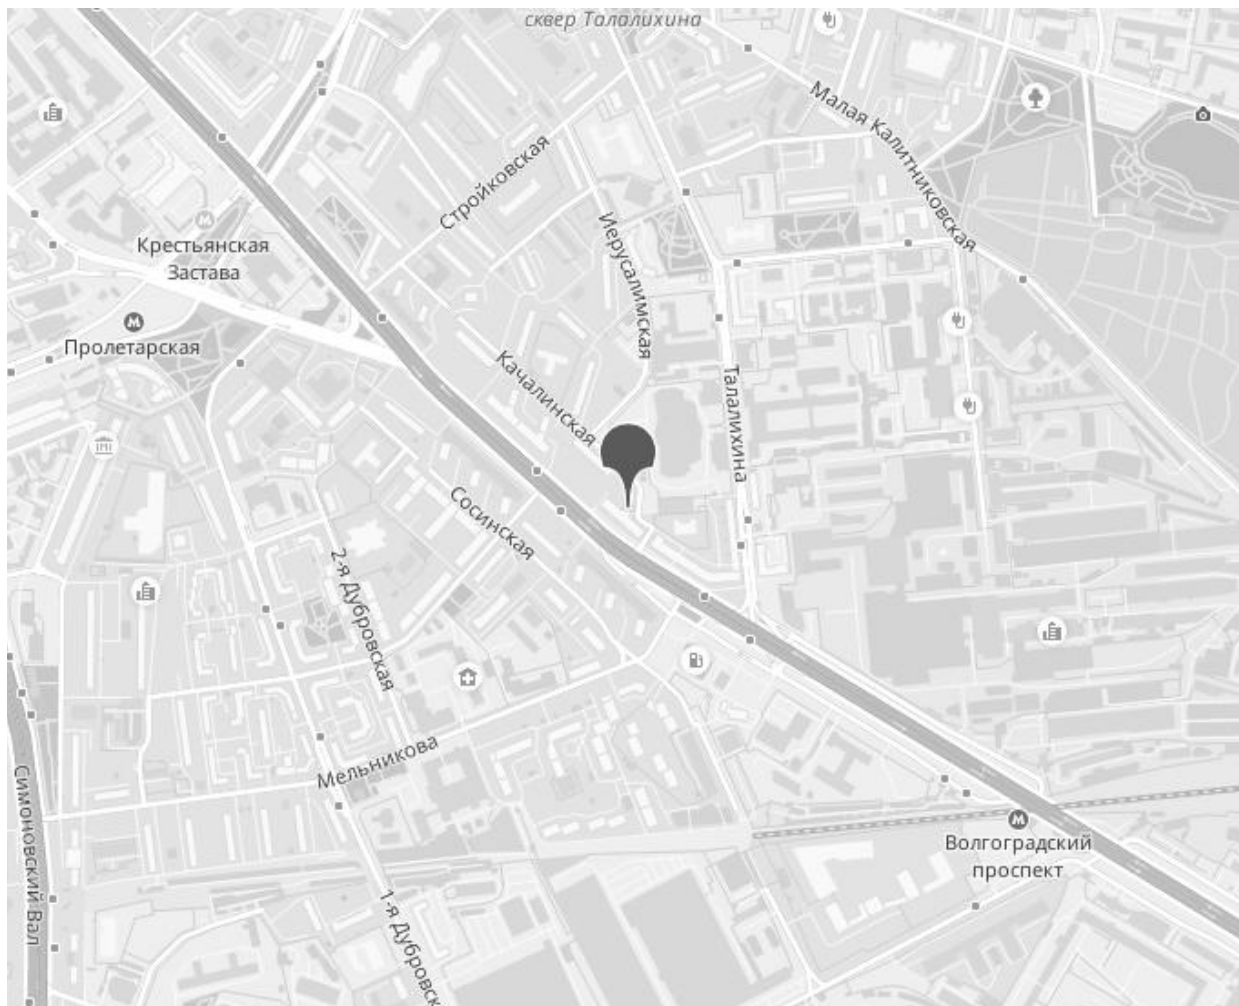 сквер Талалихина
Малая Калитниковская
Стройковская
Иерусалимская
Крестьянская
Застава
Пролетарская
Качалинская
Талалихина
Сосинская
2-я Дубровская
Мельникова
Симоновский Вал
Волгоградский
проспект
1-я Дубровск